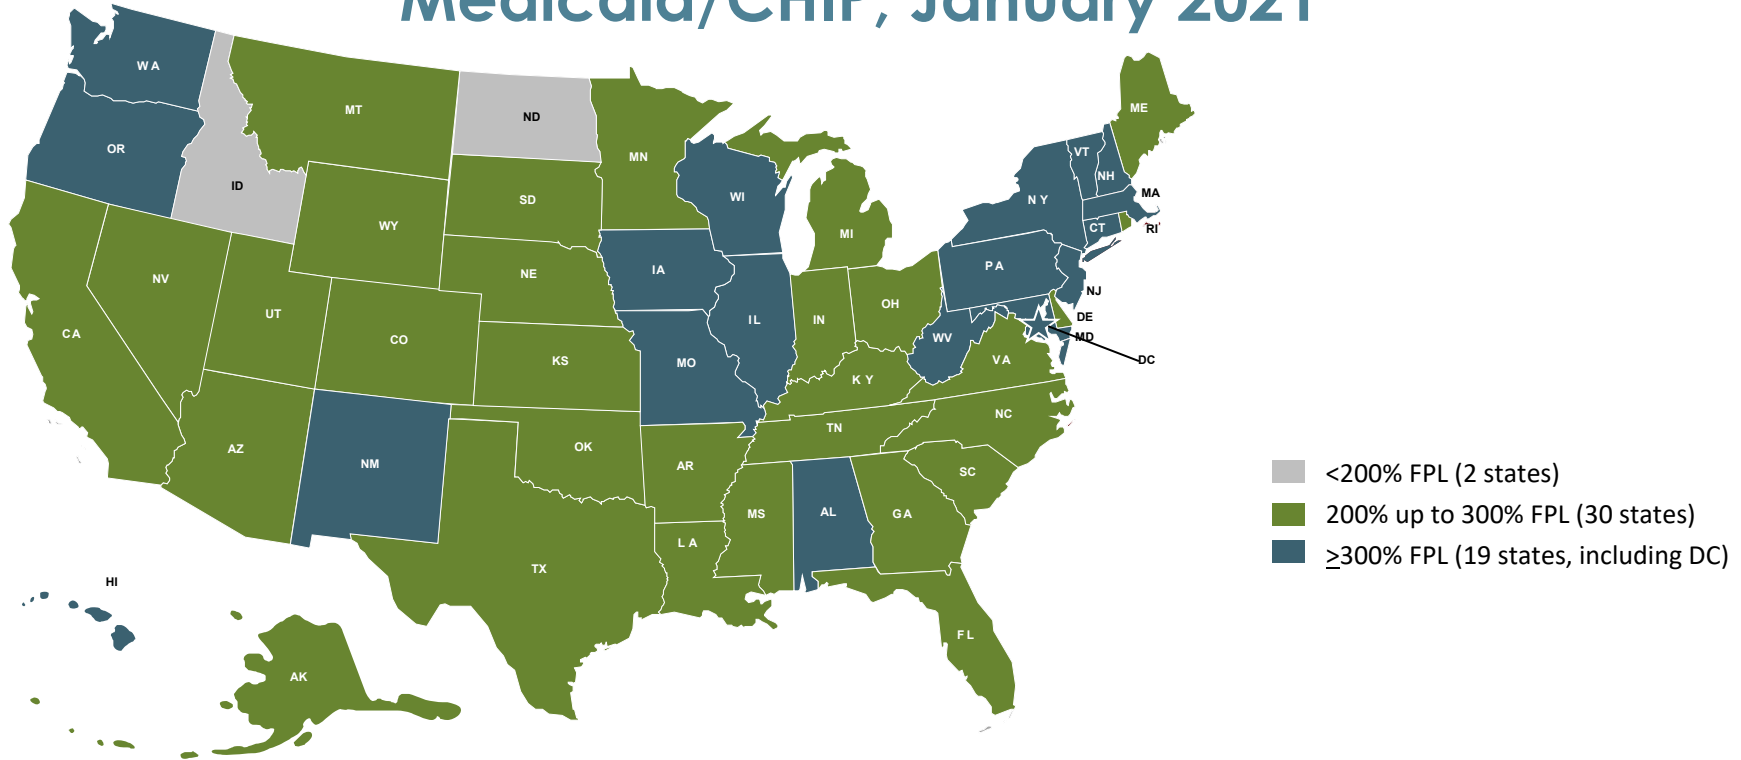 Medicaid/CHIP, January 2021
WA
MT
ND
ME
OR
MN
VT
NH
ID
SD
WI
NY
MA
WY
MI
CT
RI
NV
NE
IA
PA
NJ
UT
OH
DE
CA
CO
IL
IN
WV
MD
KS
MO
VA
DC
KY
NC
AZ
NM
OK
AR
TN
SC
MS
AL
GA
LA
TX
HI
FL
AK
<200% FPL (2 states)
200% up to 300% FPL (30 states)
≥300% FPL (19 states, including DC)